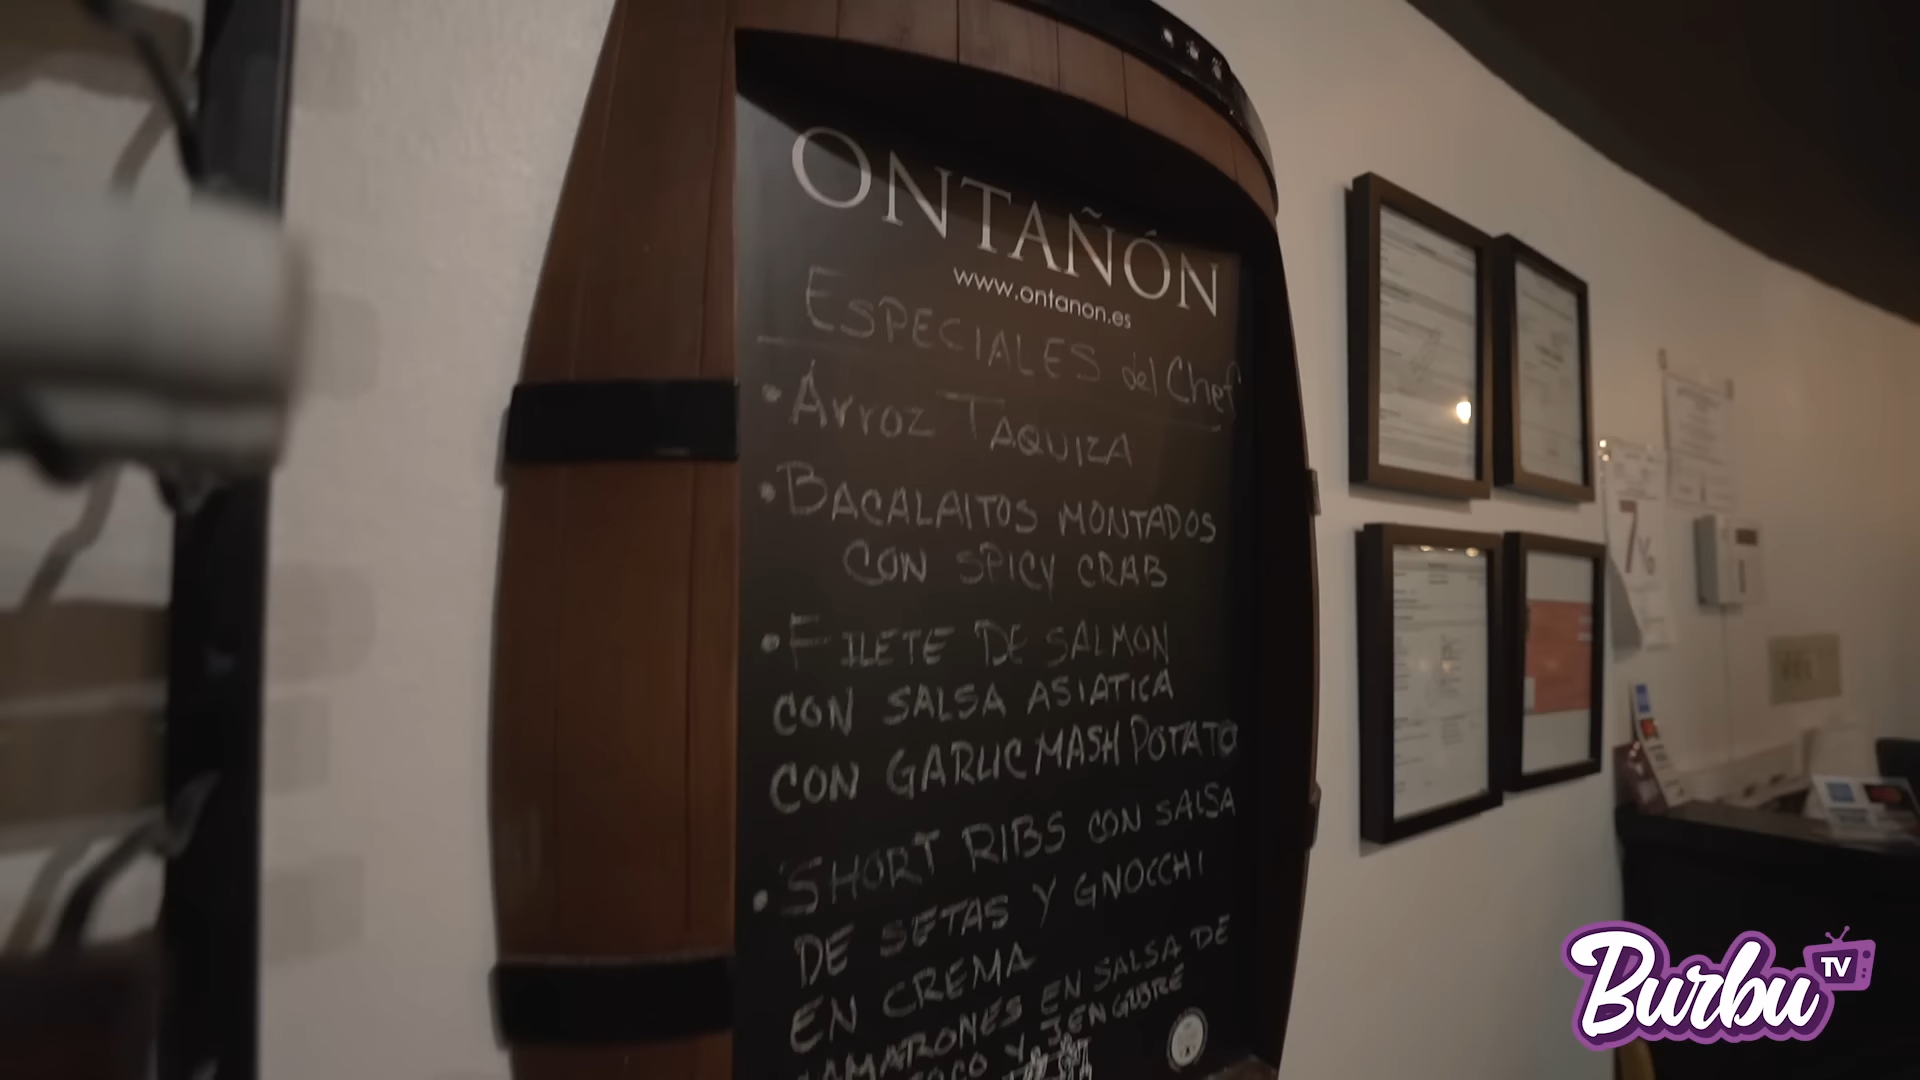 ONTAÑÓN
www.ontanon.es
ESPECIALES del Chef
• Arroz TAQUIZA
• BACALAITOS MONTADOS
CON SPICY CRAB
• FILETE DE SALMON
CON SALSA ASIATICA
CON GARLIC MASH POTATO
• SHORT RIBS CON SALSA
DE SETAS Y GNOCCHI
EN CREMA
CAMARONES EN SALSA DE
COCO Y JENGIBRE
7%
Burbu TV